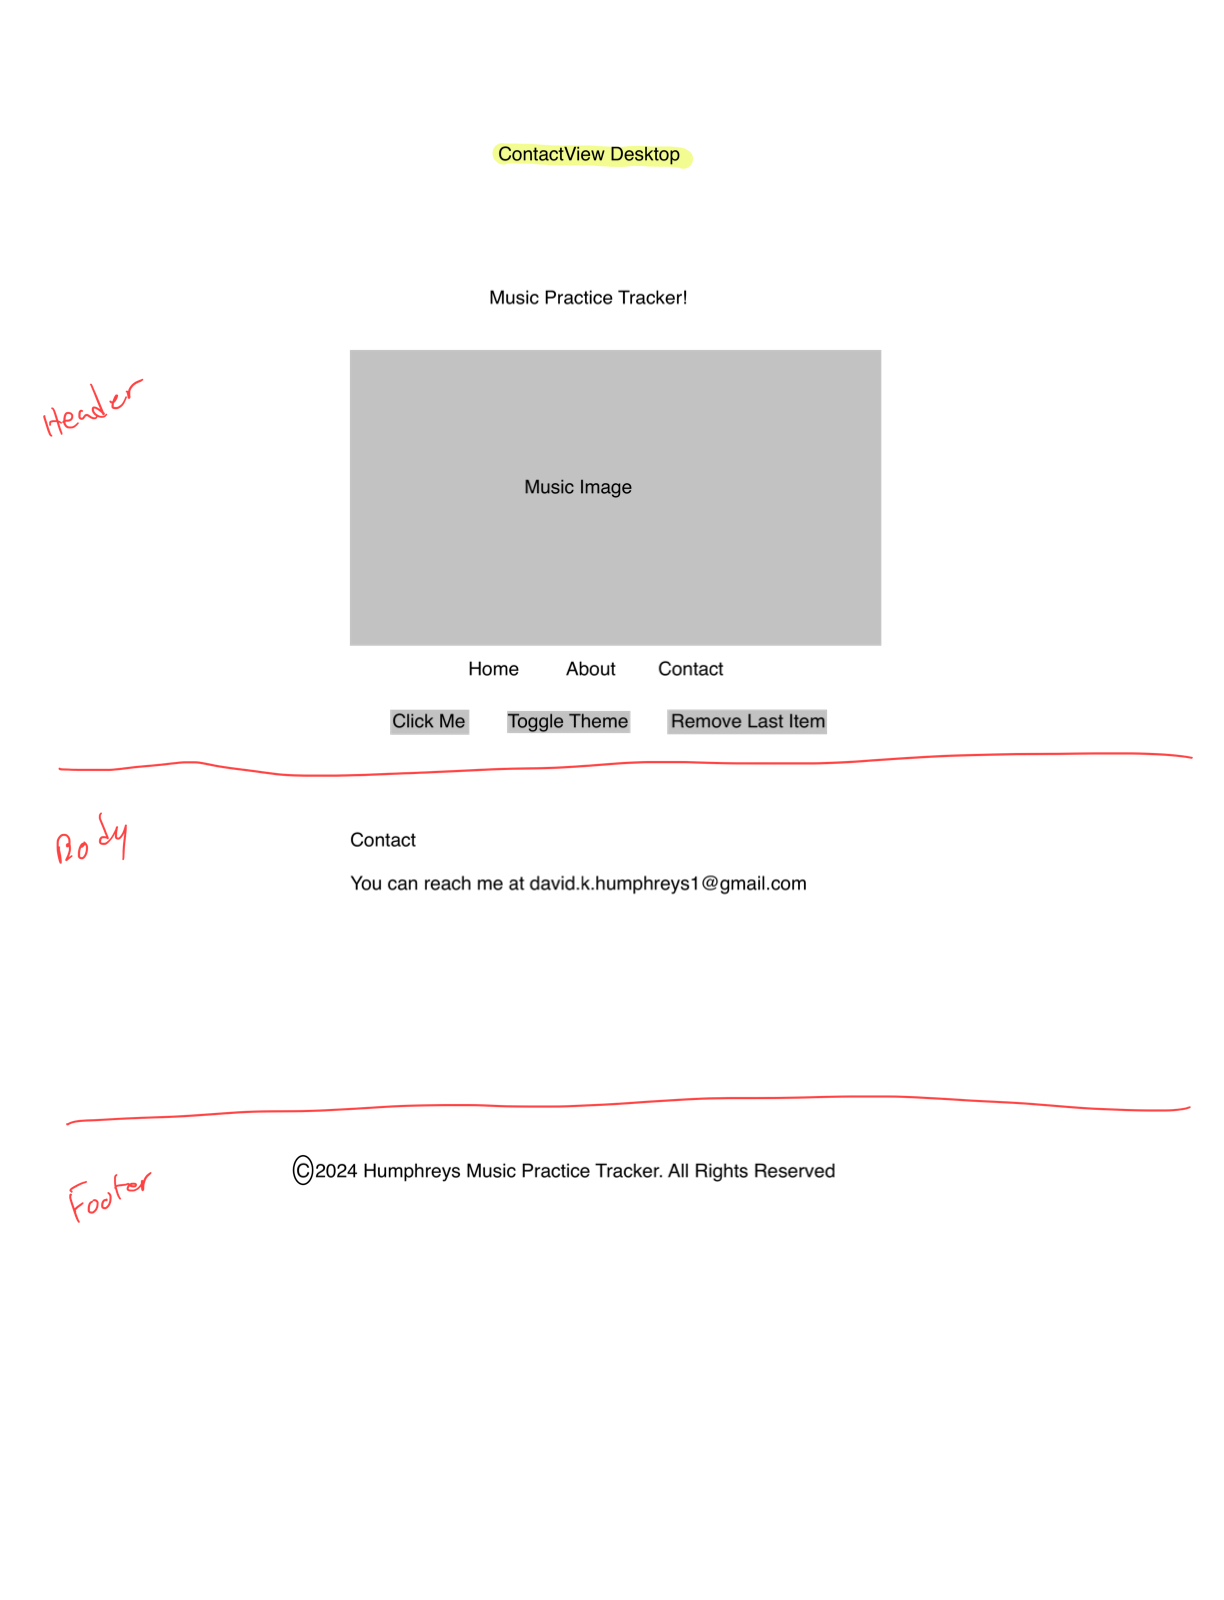 ContactView Desktop
Music Practice Tracker!
Header
Music Image
Home About Contact
Click Me Toggle Theme Remove Last Item
Body
Contact
You can reach me at david.k.humphreys1@gmail.com
©2024 Humphreys Music Practice Tracker. All Rights Reserved
Footer